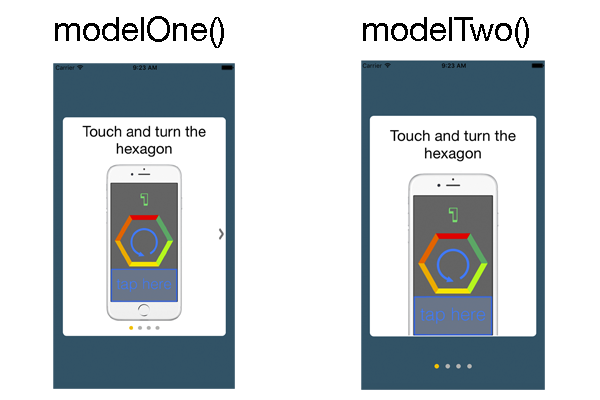 modelOne()
modelTwo()
Carrier
9:23 AM
Carrier
9:23 AM
Touch and turn the
hexagon
1
tap here
Touch and turn the
hexagon
1
tap here